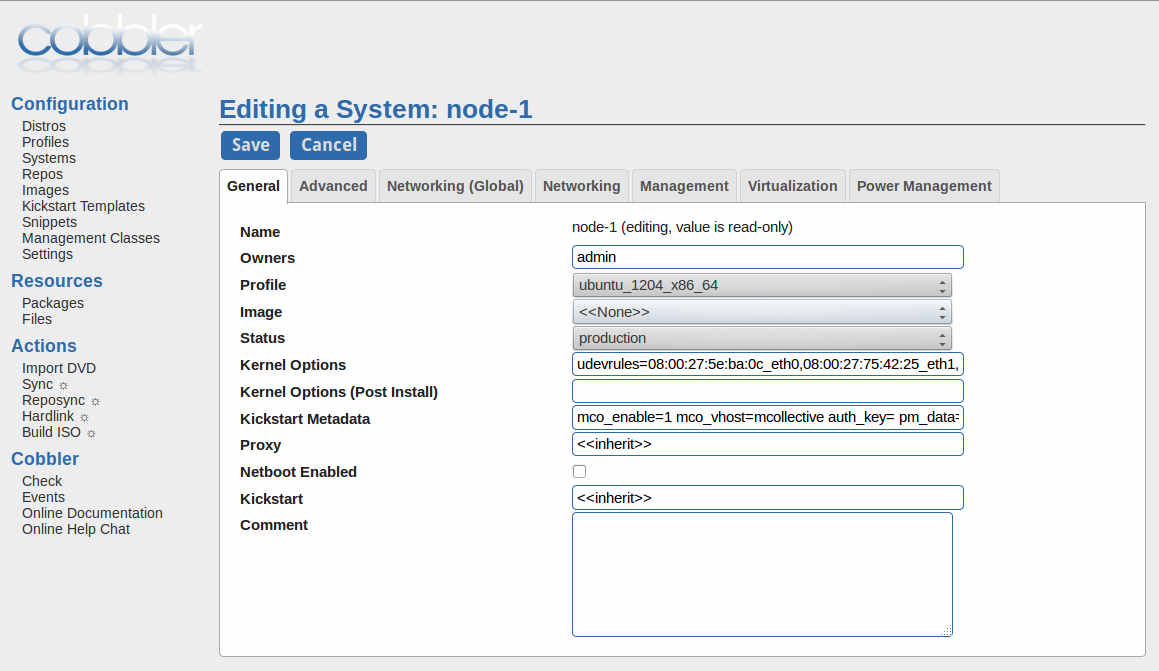 cobbler
Configuration
Distros
Profiles
Systems
Repos
Images
Kickstart Templates
Snippets
Management Classes
Settings
Resources
Packages
Files
Actions
Import DVD
Sync ☼
Reposync ☼
Hardlink ☼
Build ISO ☼
Cobbler
Check
Events
Online Documentation
Online Help Chat
Editing a System: node-1
Save Cancel
General Advanced Networking (Global) Networking Management Virtualization Power Management
Name node-1 (editing, value is read-only)
Owners admin
Profile ubuntu_1204_x86_64
Image <<None>>
Status production
Kernel Options udevrules=08:00:27:5e:ba:0c_eth0,08:00:27:75:42:25_eth1,
Kernel Options (Post Install)
Kickstart Metadata mco_enable=1 mco_vhost=mcollective auth_key= pm_data=
Proxy <<inherit>>
Netboot Enabled
Kickstart <<inherit>>
Comment